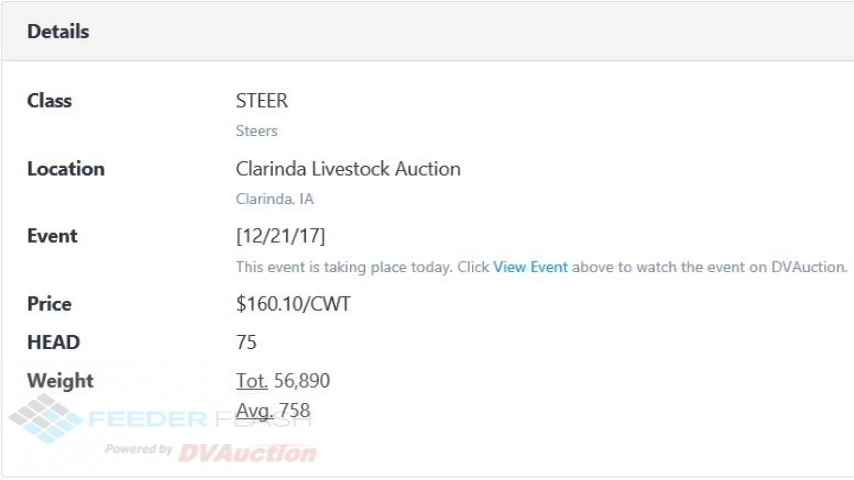 Details
Class STEER
Steers
Location Clarinda Livestock Auction
Clarinda, IA
Event [12/21/17]
This event is taking place today. Click View Event above to watch the event on DVAuction.
Price $160.10/CWT
HEAD 75
Weight Tot. 56,890
Avg. 758
FEEDER FLASH
Powered by DVAuction